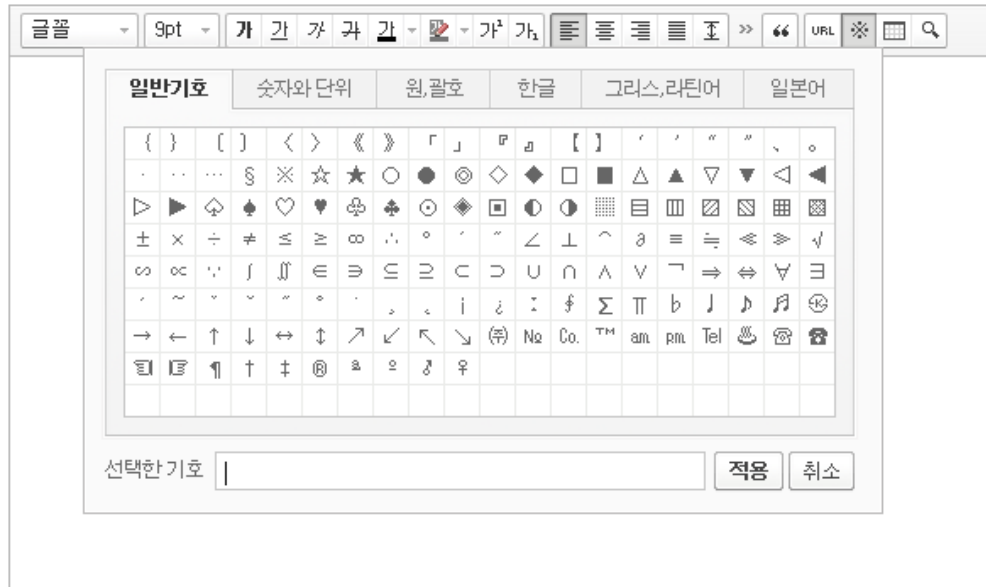 글꼴 9pt 가 가 가 가 가 가¹ 가₁ URL ※
일반기호 숫자와 단위 원,괄호 한글 그리스,라틴어 일본어
{ } 〔 〕 〈 〉 《 》 「 」 『 』 【 】 ‘ ’ “ ” 、 。
· ‥ … § ※ ☆ ★ ○ ● ◎ ◇ ◆ □ ■ △ ▲ ▽ ▼ ◁ ◀
▷ ▶ ♤ ♠ ♡ ♥ ♧ ♣ ⊙ ◈ ▣ ◐ ◑ ▒ ▤ ▥ ▨ ▧ ▦ ▩
± × ÷ ≠ ≤ ≥ ∞ ∴ ° ′ ″ ∠ ⊥ ⌒ ∂ ≡ ≒ ≪ ≫ √
∽ ∝ ∵ ∫ ∬ ∈ ∋ ⊆ ⊇ ⊂ ⊃ ∪ ∩ ∧ ∨ ¬ ⇒ ⇔ ∀ ∃
´ ~ ˇ ˘ ˝ ˚ ˙ ¸ ˛ ¡ ¿ ː ∮ ∑ ∏ ♭ ♩ ♪ ♬ ㉿
→ ← ↑ ↓ ↔ ↕ ↗ ↙ ↖ ↘ ㈜ № ㏇ ™ ㏂ ㏘ ℡ ♨ ☏ ☎
☜ ☞ ¶ † ‡ ® ª º ♂ ♀
선택한 기호 적용 취소